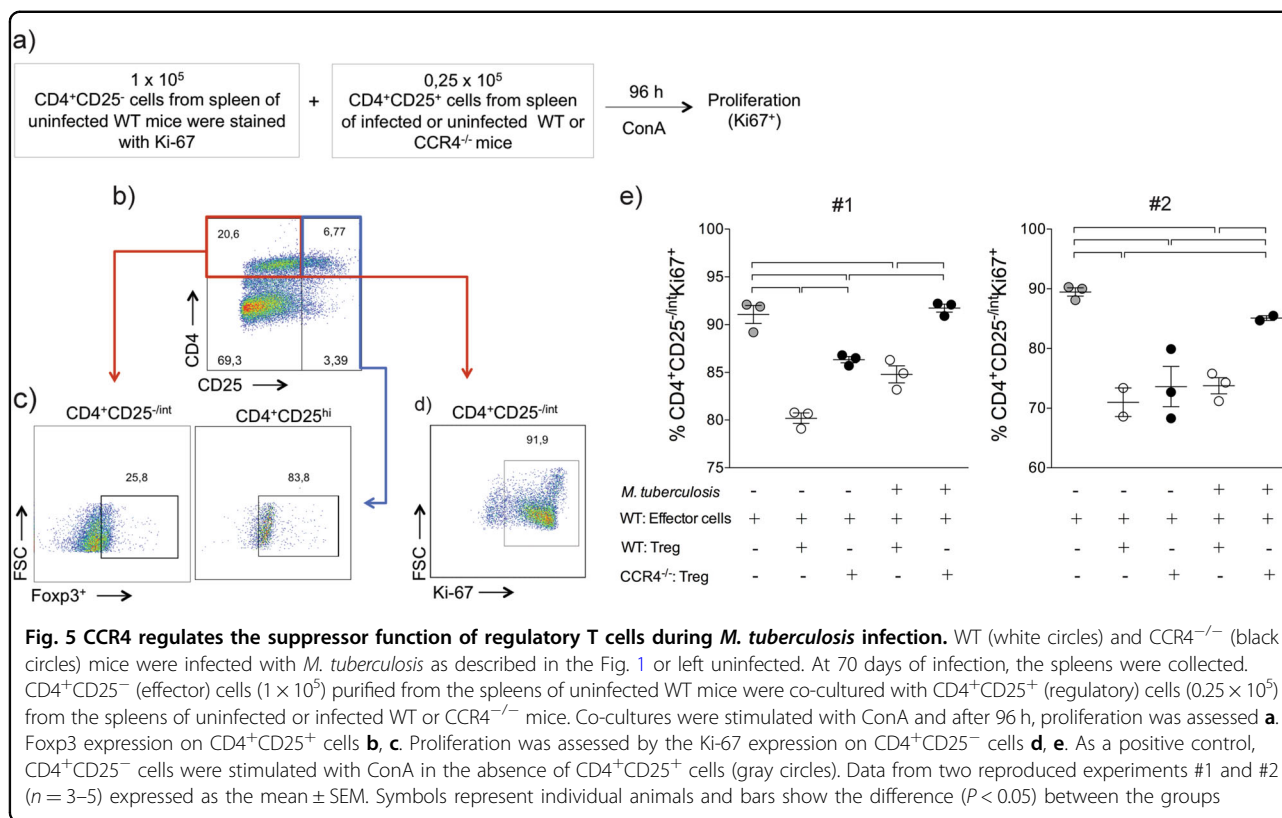 a)
1 x 10⁵
CD4⁺CD25⁻ cells from spleen of
uninfected WT mice were stained
with Ki-67
+
0,25 x 10⁵
CD4⁺CD25⁺ cells from spleen
of infected or uninfected WT or
CCR4⁻/⁻ mice
96 h
ConA
Proliferation
(Ki67⁺)
b)
20,6
6,77
69,3
3,39
CD4
CD25
c)
CD4⁺CD25⁻/ⁱⁿᵗ
25,8
CD4⁺CD25ʰⁱ
83,8
FSC
Foxp3⁺
d)
CD4⁺CD25⁻/ⁱⁿᵗ
91,9
Ki-67
e)
#1
% CD4⁺CD25⁻/ⁱⁿᵗKi67⁺
100
95
90
85
80
75
#2
% CD4⁺CD25⁻/ⁱⁿᵗKi67⁺
100
90
80
70
60
M. tuberculosis - - - + + - - - + +
WT: Effector cells + + + + + + + + + +
WT: Treg - + - + - - + - + -
CCR4⁻/⁻: Treg - - + - + - - + - +
Fig. 5 CCR4 regulates the suppressor function of regulatory T cells during M. tuberculosis infection. WT (white circles) and CCR4⁻/⁻ (black
circles) mice were infected with M. tuberculosis as described in the Fig. 1 or left uninfected. At 70 days of infection, the spleens were collected.
CD4⁺CD25⁻ (effector) cells (1 × 10⁵) purified from the spleens of uninfected WT mice were co-cultured with CD4⁺CD25⁺ (regulatory) cells (0.25 × 10⁵)
from the spleens of uninfected or infected WT or CCR4⁻/⁻ mice. Co-cultures were stimulated with ConA and after 96 h, proliferation was assessed a.
Foxp3 expression on CD4⁺CD25⁺ cells b, c. Proliferation was assessed by the Ki-67 expression on CD4⁺CD25⁻ cells d, e. As a positive control,
CD4⁺CD25⁻ cells were stimulated with ConA in the absence of CD4⁺CD25⁺ cells (gray circles). Data from two reproduced experiments #1 and #2
(n = 3–5) expressed as the mean ± SEM. Symbols represent individual animals and bars show the difference (P < 0.05) between the groups